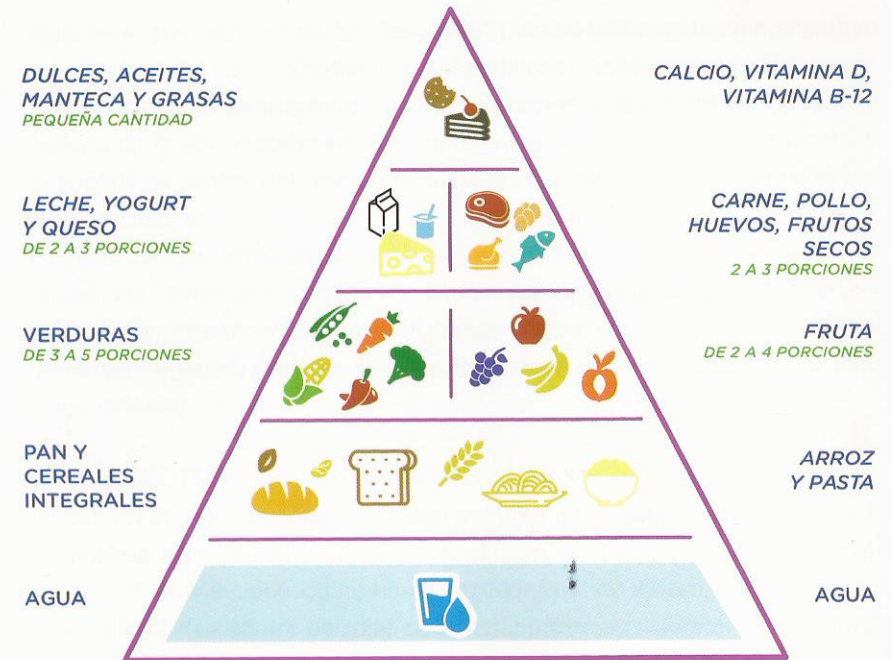 DULCES, ACEITES,
MANTECA Y GRASAS
PEQUEÑA CANTIDAD
CALCIO, VITAMINA D,
VITAMINA B-12
LECHE, YOGURT
Y QUESO
DE 2 A 3 PORCIONES
CARNE, POLLO,
HUEVOS, FRUTOS
SECOS
2 A 3 PORCIONES
VERDURAS
DE 3 A 5 PORCIONES
FRUTA
DE 2 A 4 PORCIONES
PAN Y
CEREALES
INTEGRALES
ARROZ
Y PASTA
AGUA
AGUA